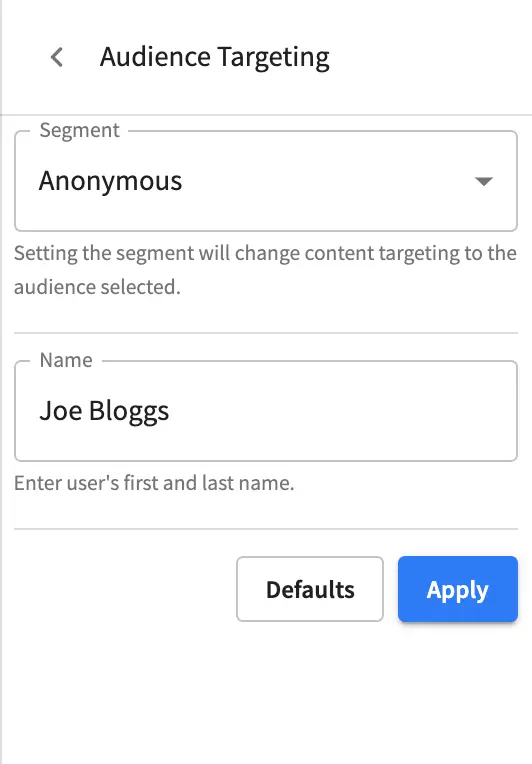 Audience Targeting
Segment
Anonymous
Setting the segment will change content targeting to the
audience selected.
Name
Joe Bloggs
Enter user's first and last name.
Defaults
Apply